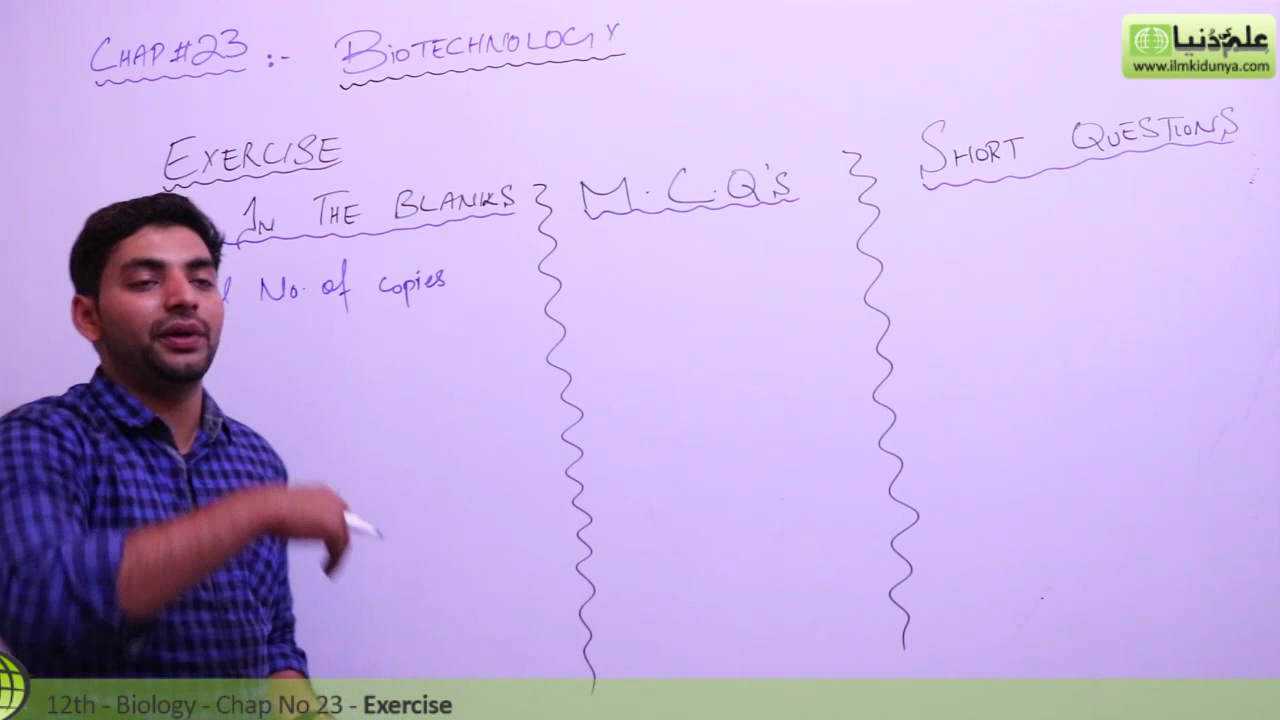 CHAP#23 :- BIOTECHNOLOGY
علم کی دُنیا
www.ilmkidunya.com
EXERCISE
IN THE BLANKS
M.C.Q's
SHORT QUESTIONS
No. of copies
12th - Biology - Chap No 23 - Exercise